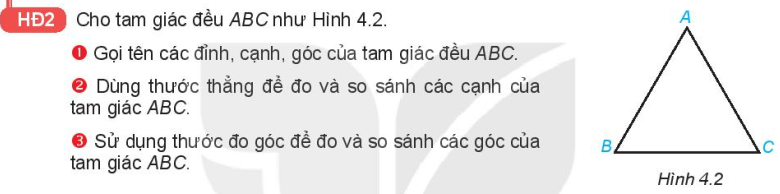 HĐ2 Cho tam giác đều ABC như Hình 4.2.
❶ Gọi tên các đỉnh, cạnh, góc của tam giác đều ABC.
❷ Dùng thước thẳng để đo và so sánh các cạnh của
tam giác ABC.
❸ Sử dụng thước đo góc để đo và so sánh các góc của
tam giác ABC.
A
B
C
Hình 4.2